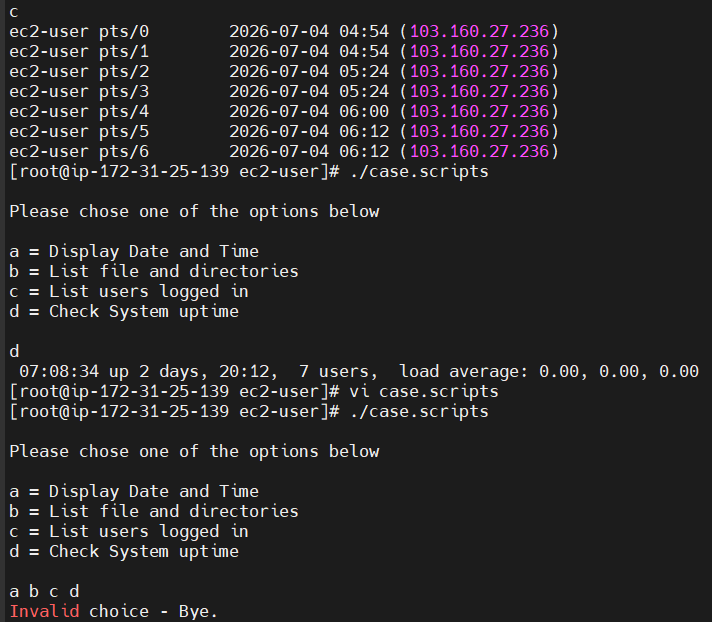 c
ec2-user pts/0        2026-07-04 04:54 (103.160.27.236)
ec2-user pts/1        2026-07-04 04:54 (103.160.27.236)
ec2-user pts/2        2026-07-04 05:24 (103.160.27.236)
ec2-user pts/3        2026-07-04 05:24 (103.160.27.236)
ec2-user pts/4        2026-07-04 06:00 (103.160.27.236)
ec2-user pts/5        2026-07-04 06:12 (103.160.27.236)
ec2-user pts/6        2026-07-04 06:12 (103.160.27.236)
[root@ip-172-31-25-139 ec2-user]# ./case.scripts
Please chose one of the options below
a = Display Date and Time
b = List file and directories
c = List users logged in
d = Check System uptime
d
 07:08:34 up 2 days, 20:12,  7 users,  load average: 0.00, 0.00, 0.00
[root@ip-172-31-25-139 ec2-user]# vi case.scripts
[root@ip-172-31-25-139 ec2-user]# ./case.scripts
Please chose one of the options below
a = Display Date and Time
b = List file and directories
c = List users logged in
d = Check System uptime
a b c d
Invalid choice - Bye.